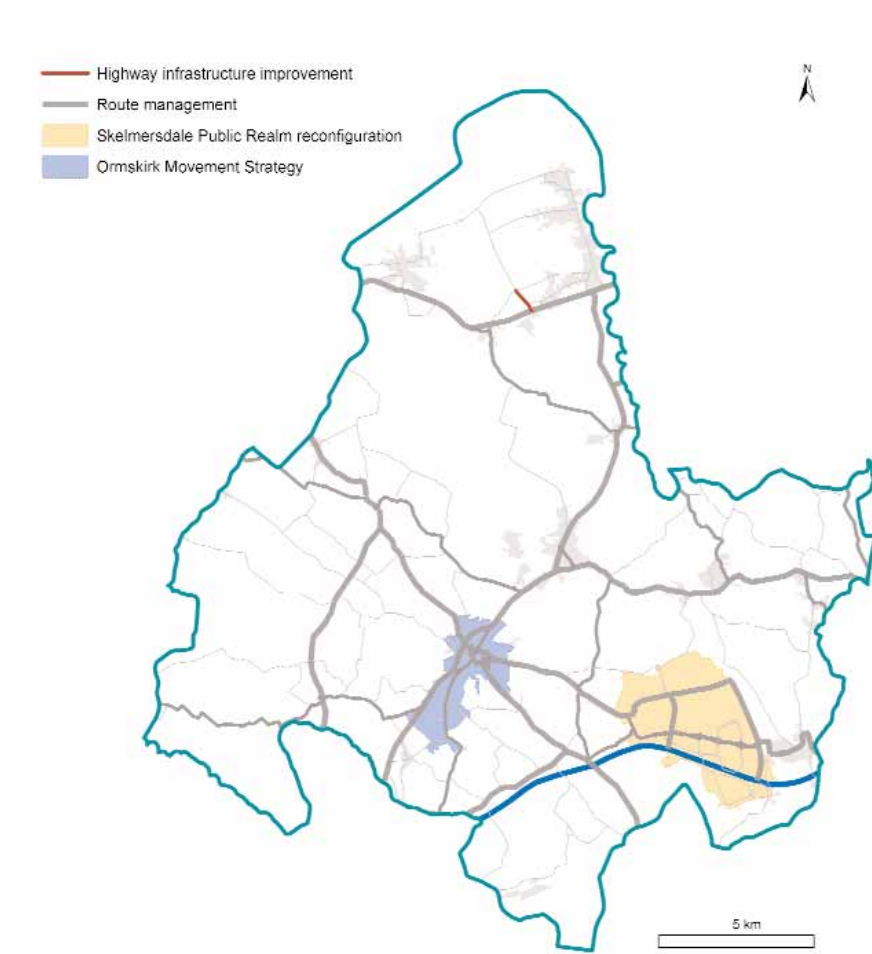 Highway infrastructure improvement
Route management
Skelmersdale Public Realm reconfiguration
Ormskirk Movement Strategy
N
5 km